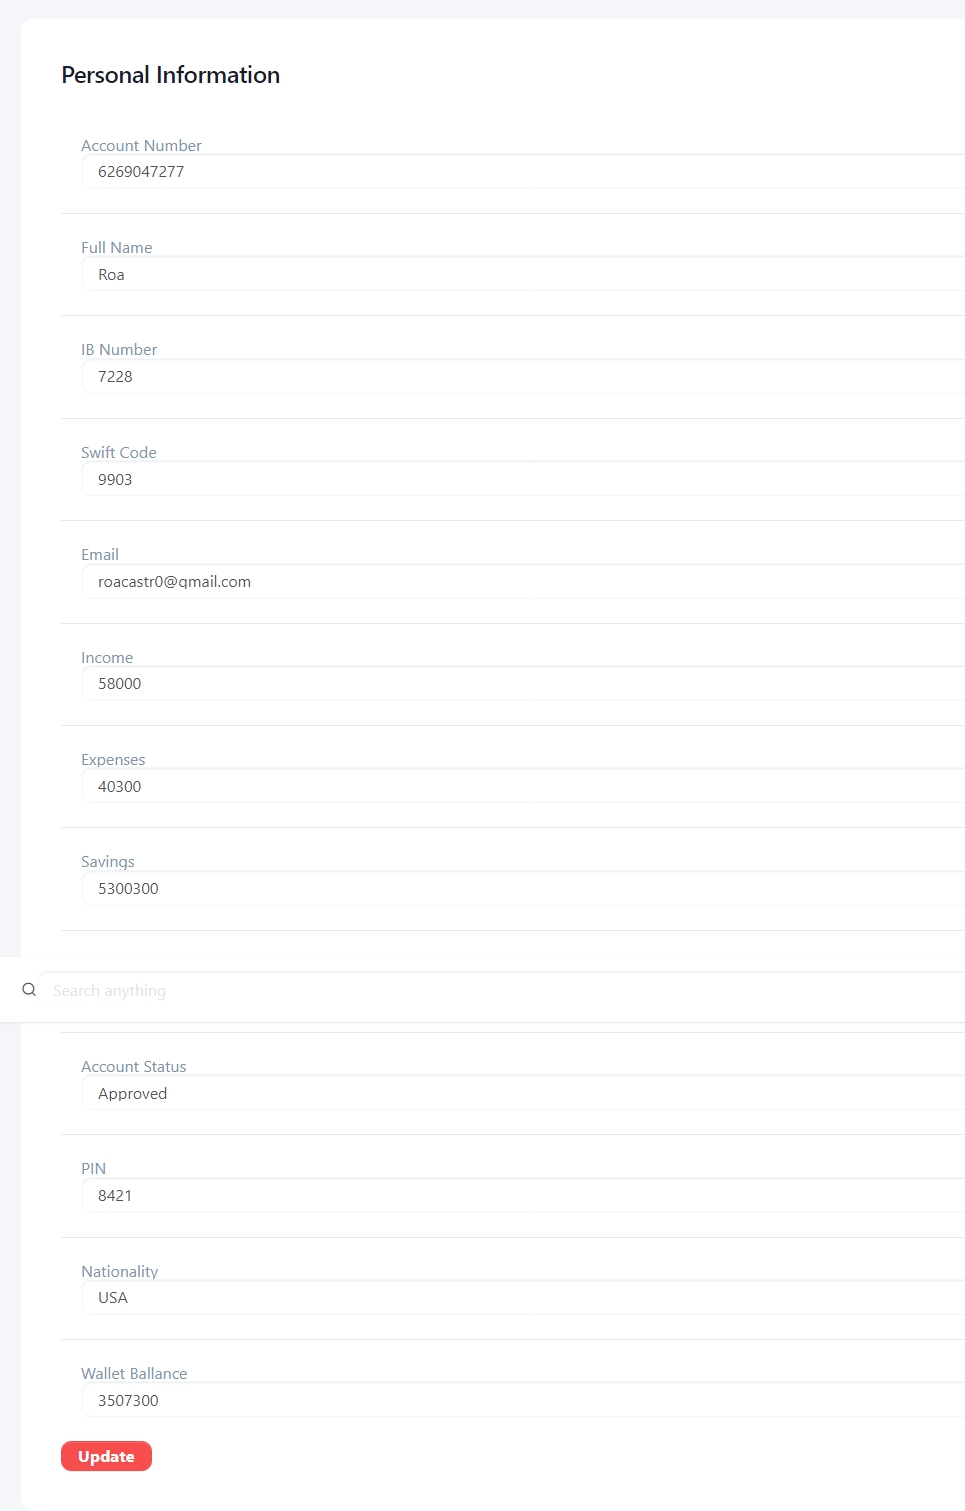 Personal Information
Account Number
6269047277
Full Name
Roa
IB Number
7228
Swift Code
9903
Email
roacastr0@gmail.com
Income
58000
Expenses
40300
Savings
5300300
Search anything
Account Status
Approved
PIN
8421
Nationality
USA
Wallet Ballance
3507300
Update